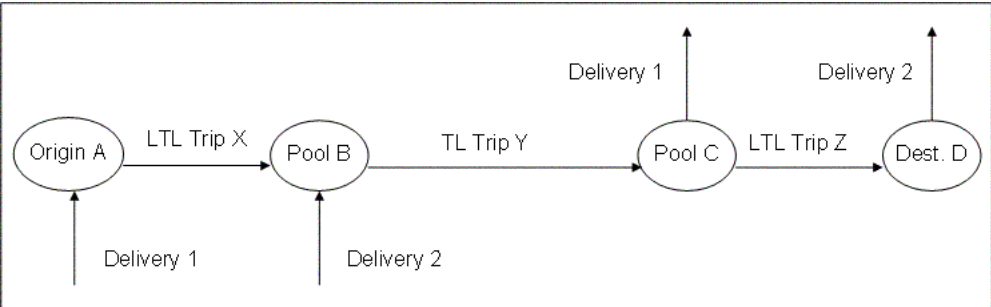 Delivery 1
Delivery 2
Origin A
LTL Trip X
Pool B
TL Trip Y
Pool C
LTL Trip Z
Dest. D
Delivery 1
Delivery 2